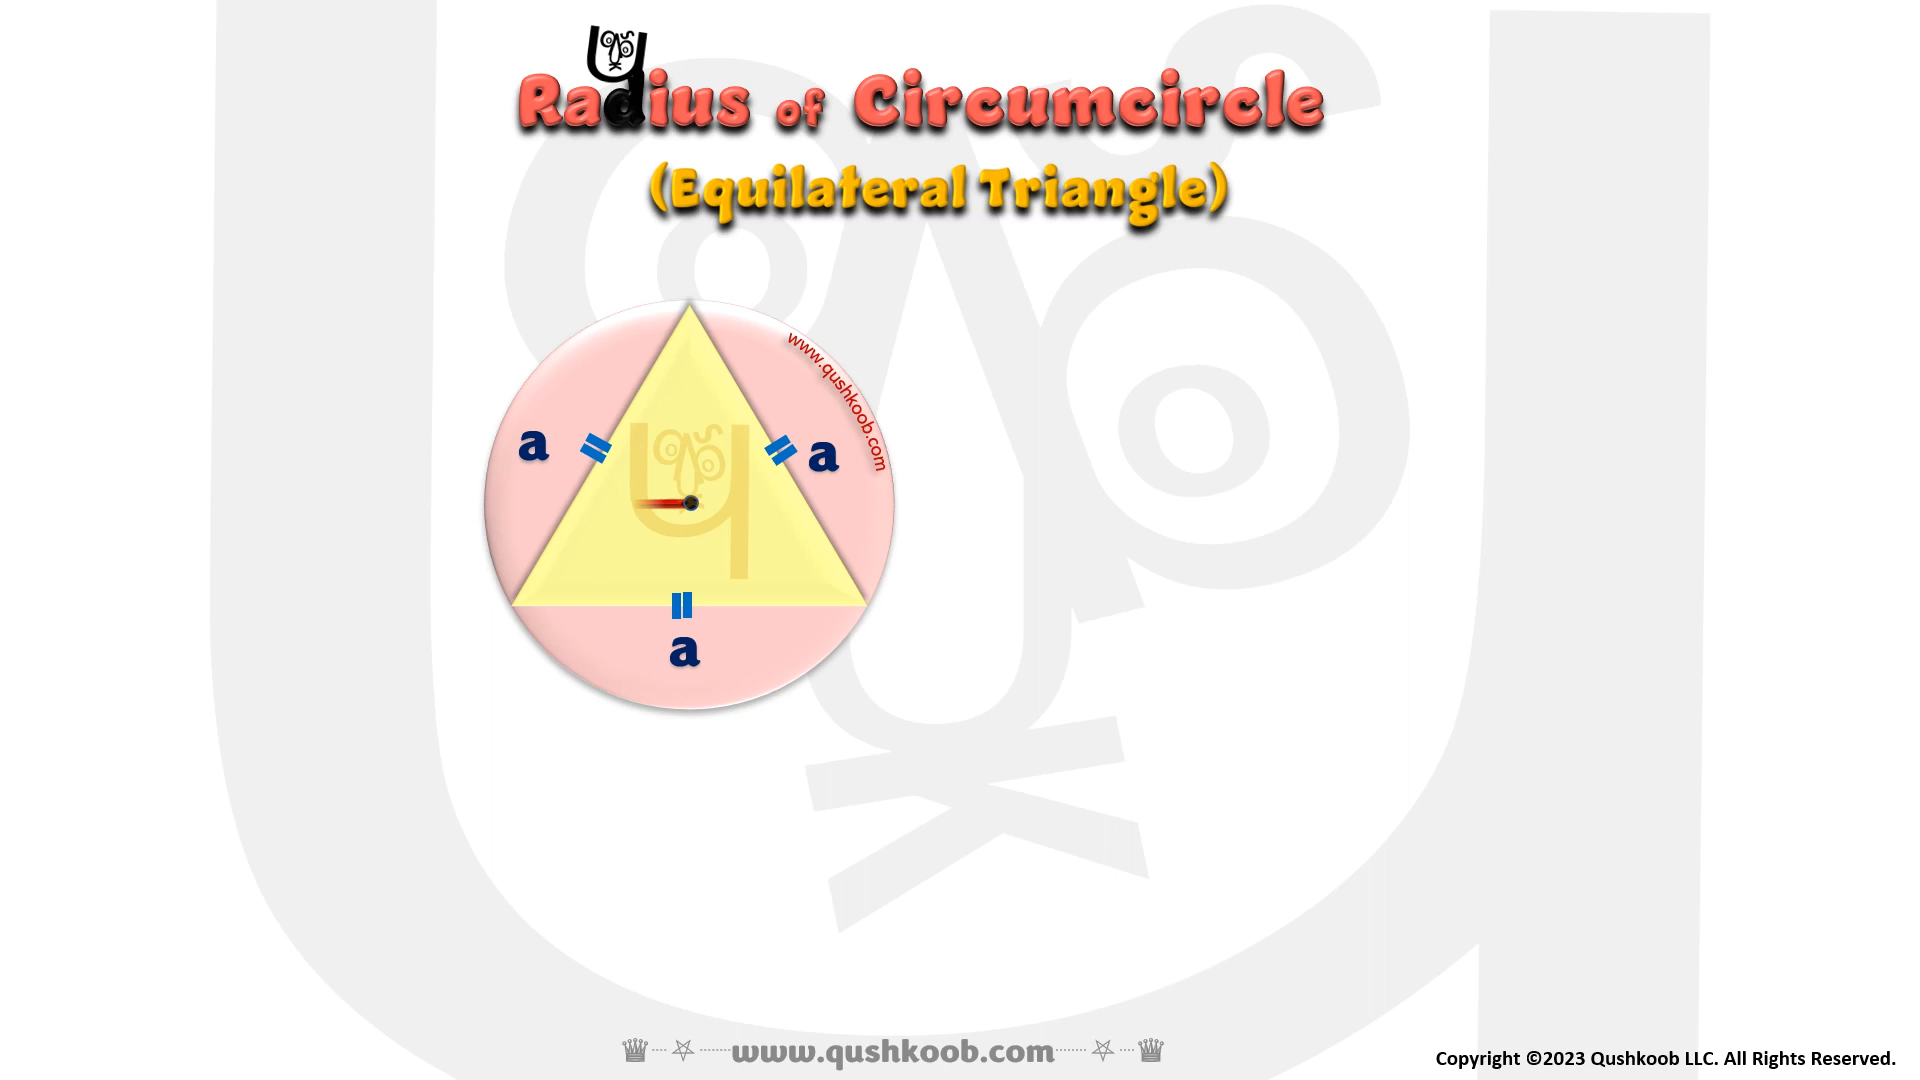 Radius of Circumcircle
(Equilateral Triangle)
www.qushkoob.com
a
a
a
www.qushkoob.com
Copyright ©2023 Qushkoob LLC. All Rights Reserved.